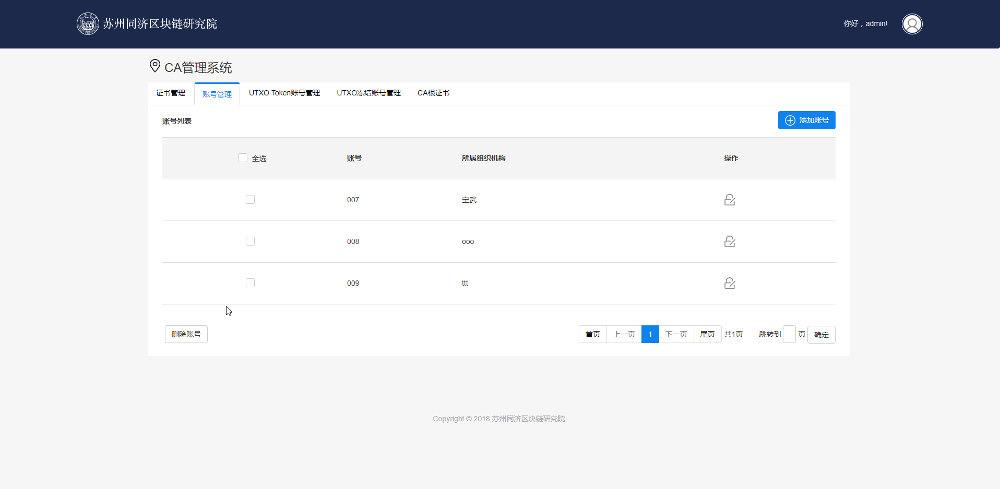 苏州同济区块链研究院
你好，admin!
CA管理系统
证书管理 账号管理 UTXO Token账号管理 UTXO冻结账号管理 CA根证书
账号列表 添加账号
全选 账号 所属组织机构 操作
007 宝武
008 ooo
009 ttt
删除账号 首页 上一页 1 下一页 尾页 共1页 跳转到 页 确定
Copyright © 2018 苏州同济区块链研究院